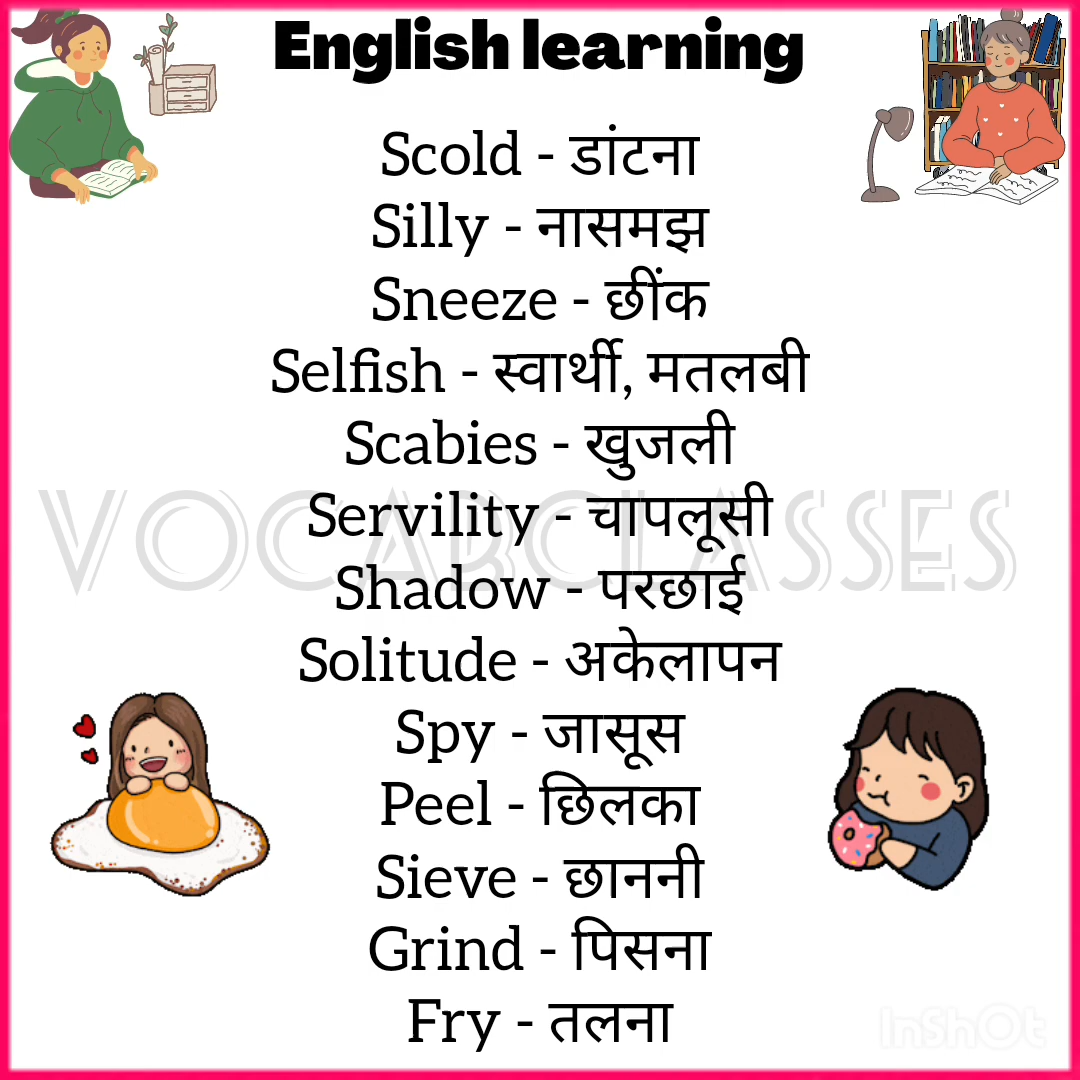 English learning
Scold - डांटना
Silly - नासमझ
Sneeze - छींक
Selfish - स्वार्थी, मतलबी
Scabies - खुजली
Servility - चापलूसी
Shadow - परछाई
Solitude - अकेलापन
Spy - जासूस
Peel - छिलका
Sieve - छाननी
Grind - पिसना
Fry - तलना
VOCABCLASSES
InShOt